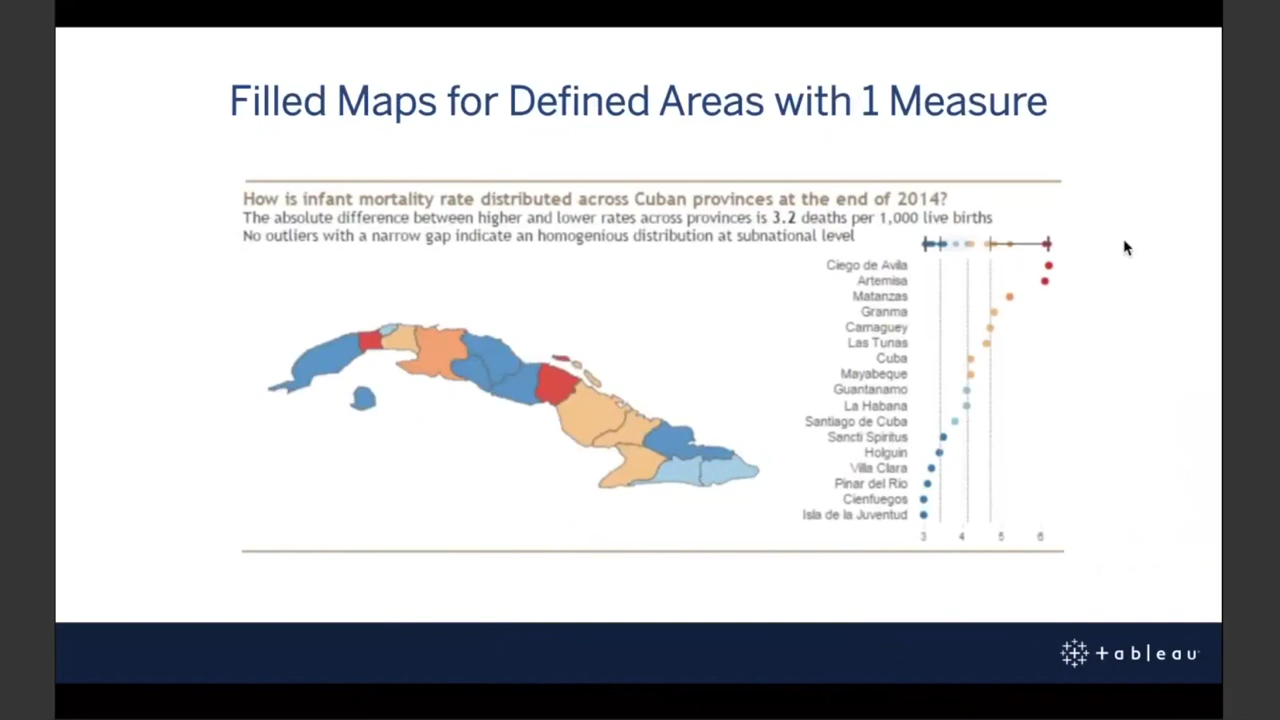 Filled Maps for Defined Areas with 1 Measure
How is infant mortality rate distributed across Cuban provinces at the end of 2014?
The absolute difference between higher and lower rates across provinces is 3.2 deaths per 1,000 live births
No outliers with a narrow gap indicate an homogenious distribution at subnational level
Ciego de Avila
Artemisa
Matanzas
Granma
Camaguey
Las Tunas
Cuba
Mayabeque
Guantanamo
La Habana
Santiago de Cuba
Sancti Spiritus
Holguin
Villa Clara
Pinar del Rio
Cienfuegos
Isla de la Juventud
3 4 5 6
+ableau